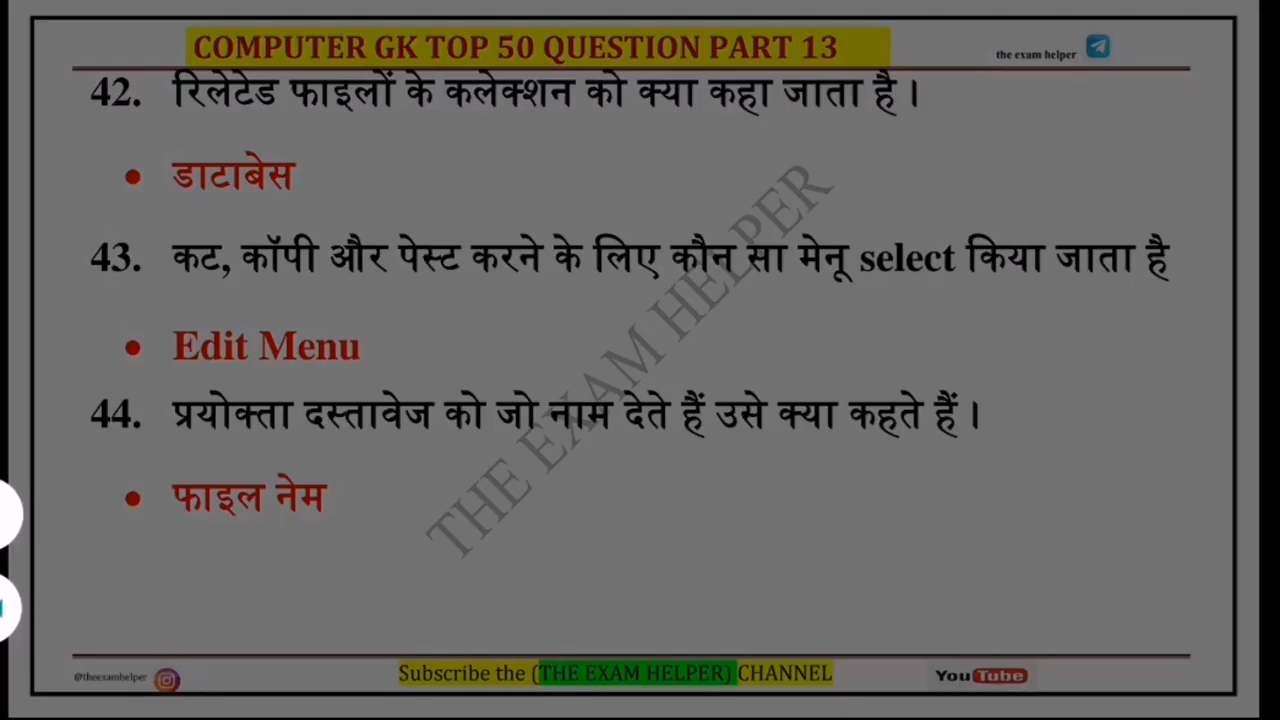 COMPUTER GK TOP 50 QUESTION PART 13
the exam helper
42. रिलेटेड फाइलों के कलेक्शन को क्या कहा जाता है।
• डाटाबेस
43. कट, कॉपी और पेस्ट करने के लिए कौन सा मेनू select किया जाता है
• Edit Menu
44. प्रयोक्ता दस्तावेज को जो नाम देते हैं उसे क्या कहते हैं।
• फाइल नेम
THE EXAM HELPER
@theexamhelper
Subscribe the (THE EXAM HELPER) CHANNEL
YouTube